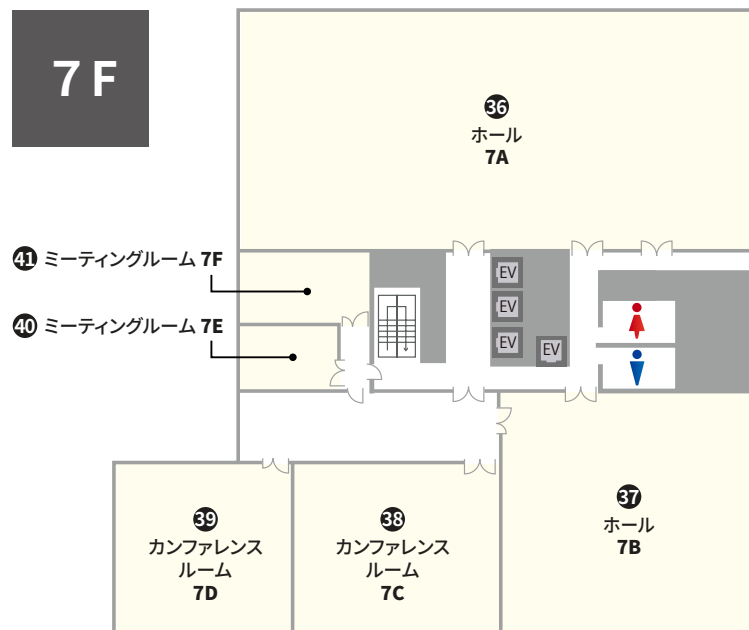 7 F
36
ホール
7A
41 ミーティングルーム 7F
40 ミーティングルーム 7E
EV
EV
EV
EV
39
カンファレンス
ルーム
7D
38
カンファレンス
ルーム
7C
37
ホール
7B